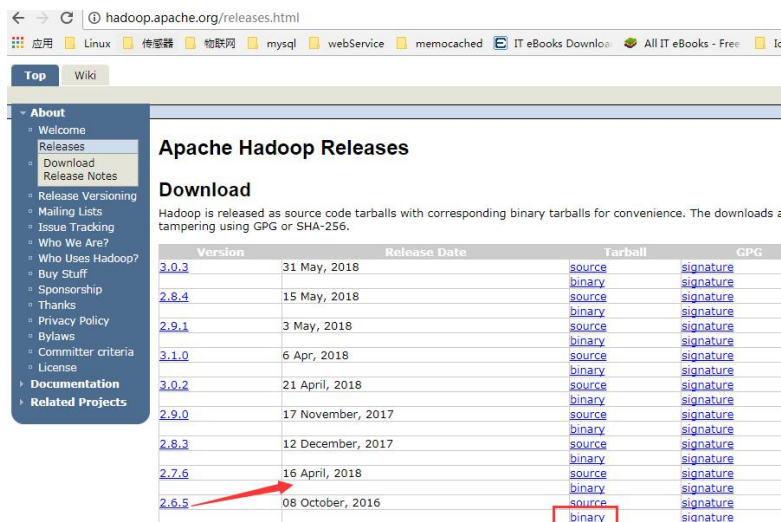 hadoop.apache.org/releases.html
应用 Linux 传感器 物联网 mysql webService memocached IT eBooks Downloa All IT eBooks - Free
Top Wiki
About
Welcome
Releases
Download
Release Notes
Release Versioning
Mailing Lists
Issue Tracking
Who We Are?
Who Uses Hadoop?
Buy Stuff
Sponsorship
Thanks
Privacy Policy
Bylaws
Committer criteria
License
Documentation
Related Projects
Apache Hadoop Releases
Download
Hadoop is released as source code tarballs with corresponding binary tarballs for convenience. The downloads
tampering using GPG or SHA-256.
Version Release Date Tarball GPG
3.0.3 31 May, 2018 source signature
binary signature
2.8.4 15 May, 2018 source signature
binary signature
2.9.1 3 May, 2018 source signature
binary signature
3.1.0 6 Apr, 2018 source signature
binary signature
3.0.2 21 April, 2018 source signature
binary signature
2.9.0 17 November, 2017 source signature
binary signature
2.8.3 12 December, 2017 source signature
binary signature
2.7.6 16 April, 2018 source signature
binary signature
2.6.5 08 October, 2016 source signature
binary signature